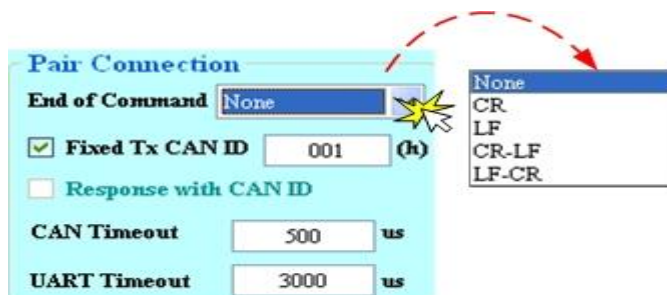 Pair Connection
End of Command None
Fixed Tx CAN ID 001 (h)
Response with CAN ID
CAN Timeout 500 us
UART Timeout 3000 us
None
CR
LF
CR-LF
LF-CR